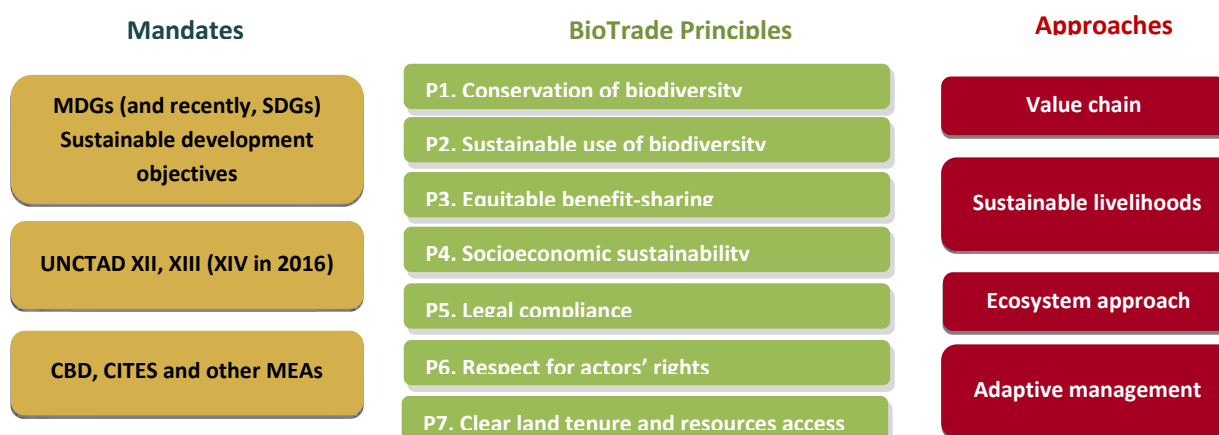 Mandates
MDGs (and recently, SDGs)
Sustainable development
objectives
UNCTAD XII, XIII (XIV in 2016)
CBD, CITES and other MEAs
BioTrade Principles
P1. Conservation of biodiversity
P2. Sustainable use of biodiversity
P3. Equitable benefit-sharing
P4. Socioeconomic sustainability
P5. Legal compliance
P6. Respect for actors’ rights
P7. Clear land tenure and resources access
Approaches
Value chain
Sustainable livelihoods
Ecosystem approach
Adaptive management